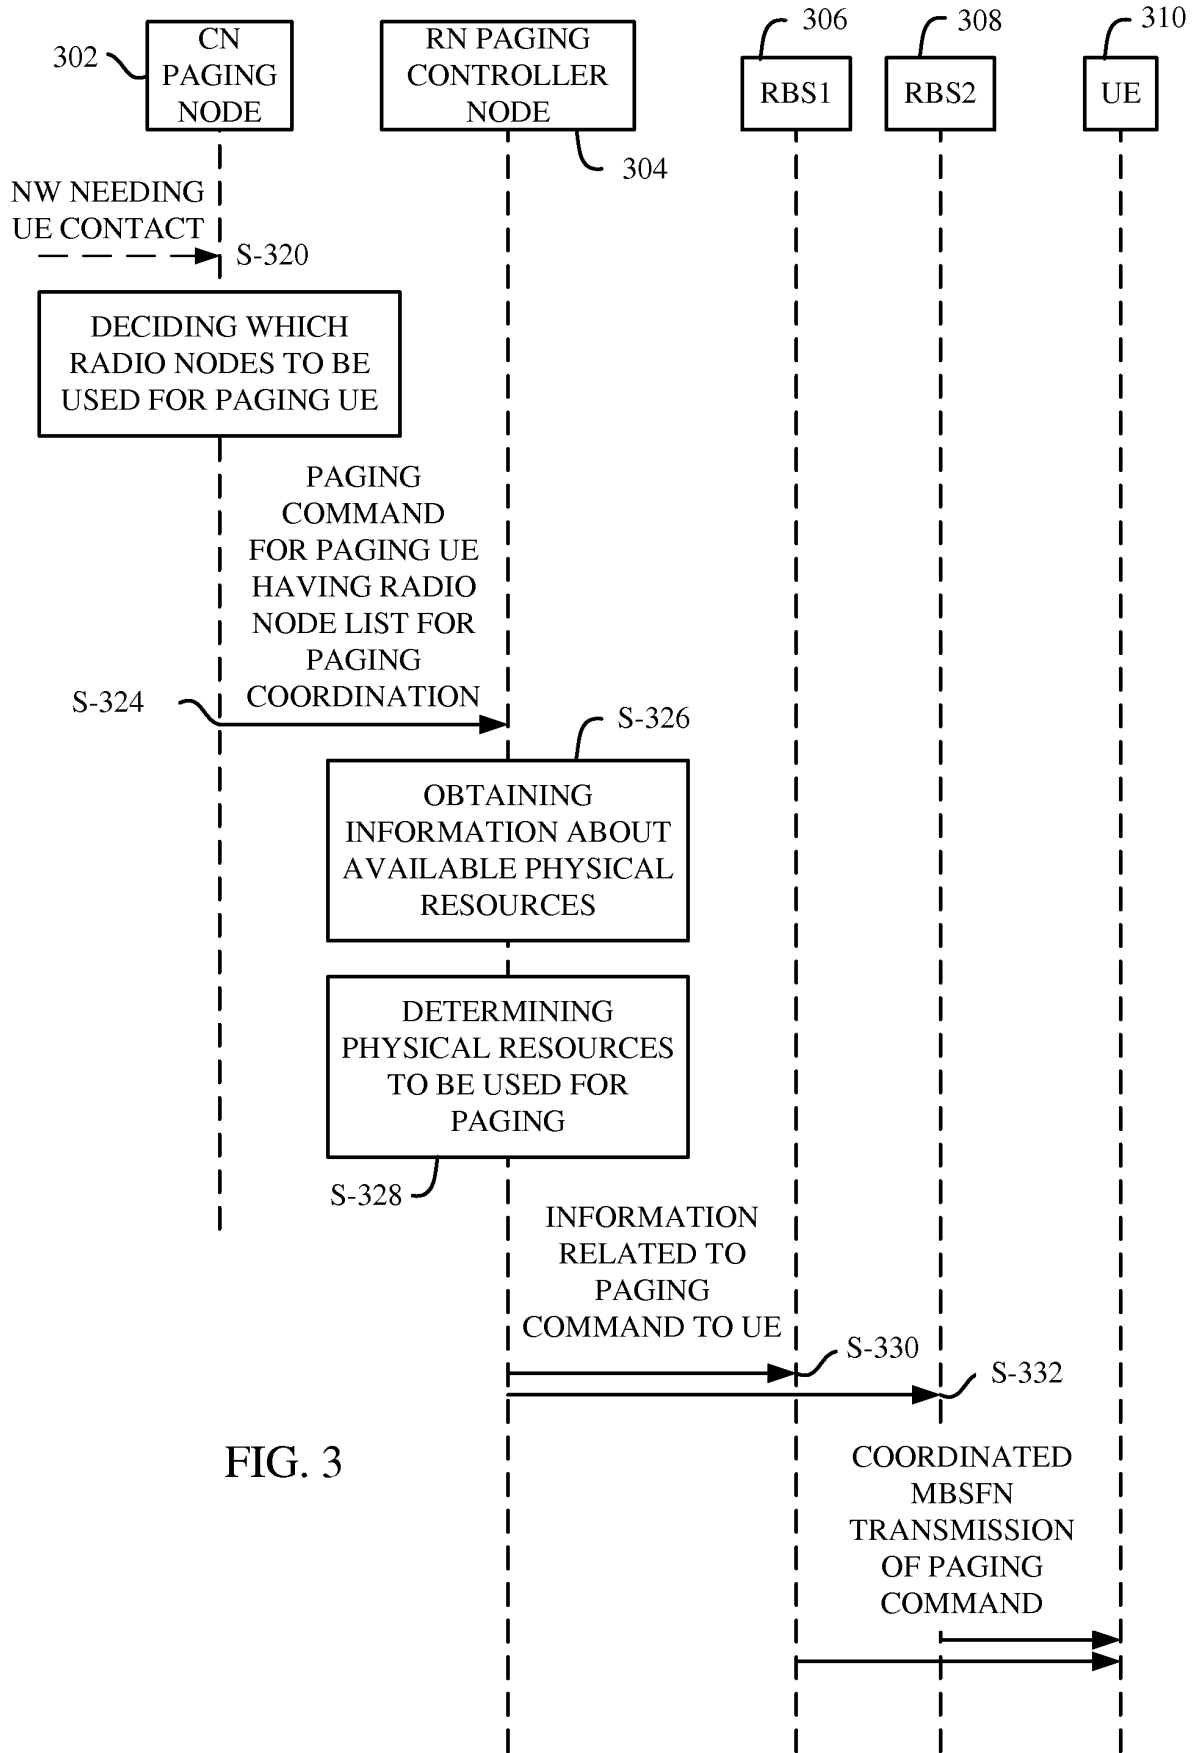 CN
PAGING
NODE
302
RN PAGING
CONTROLLER
NODE
304
306
RBS1
308
RBS2
310
UE
NW NEEDING
UE CONTACT
S-320
DECIDING WHICH
RADIO NODES TO BE
USED FOR PAGING UE
PAGING
COMMAND
FOR PAGING UE
HAVING RADIO
NODE LIST FOR
PAGING
COORDINATION
S-324
S-326
OBTAINING
INFORMATION ABOUT
AVAILABLE PHYSICAL
RESOURCES
DETERMINING
PHYSICAL RESOURCES
TO BE USED FOR
PAGING
S-328
INFORMATION
RELATED TO
PAGING
COMMAND TO UE
S-330
S-332
FIG. 3
COORDINATED
MBSFN
TRANSMISSION
OF PAGING
COMMAND